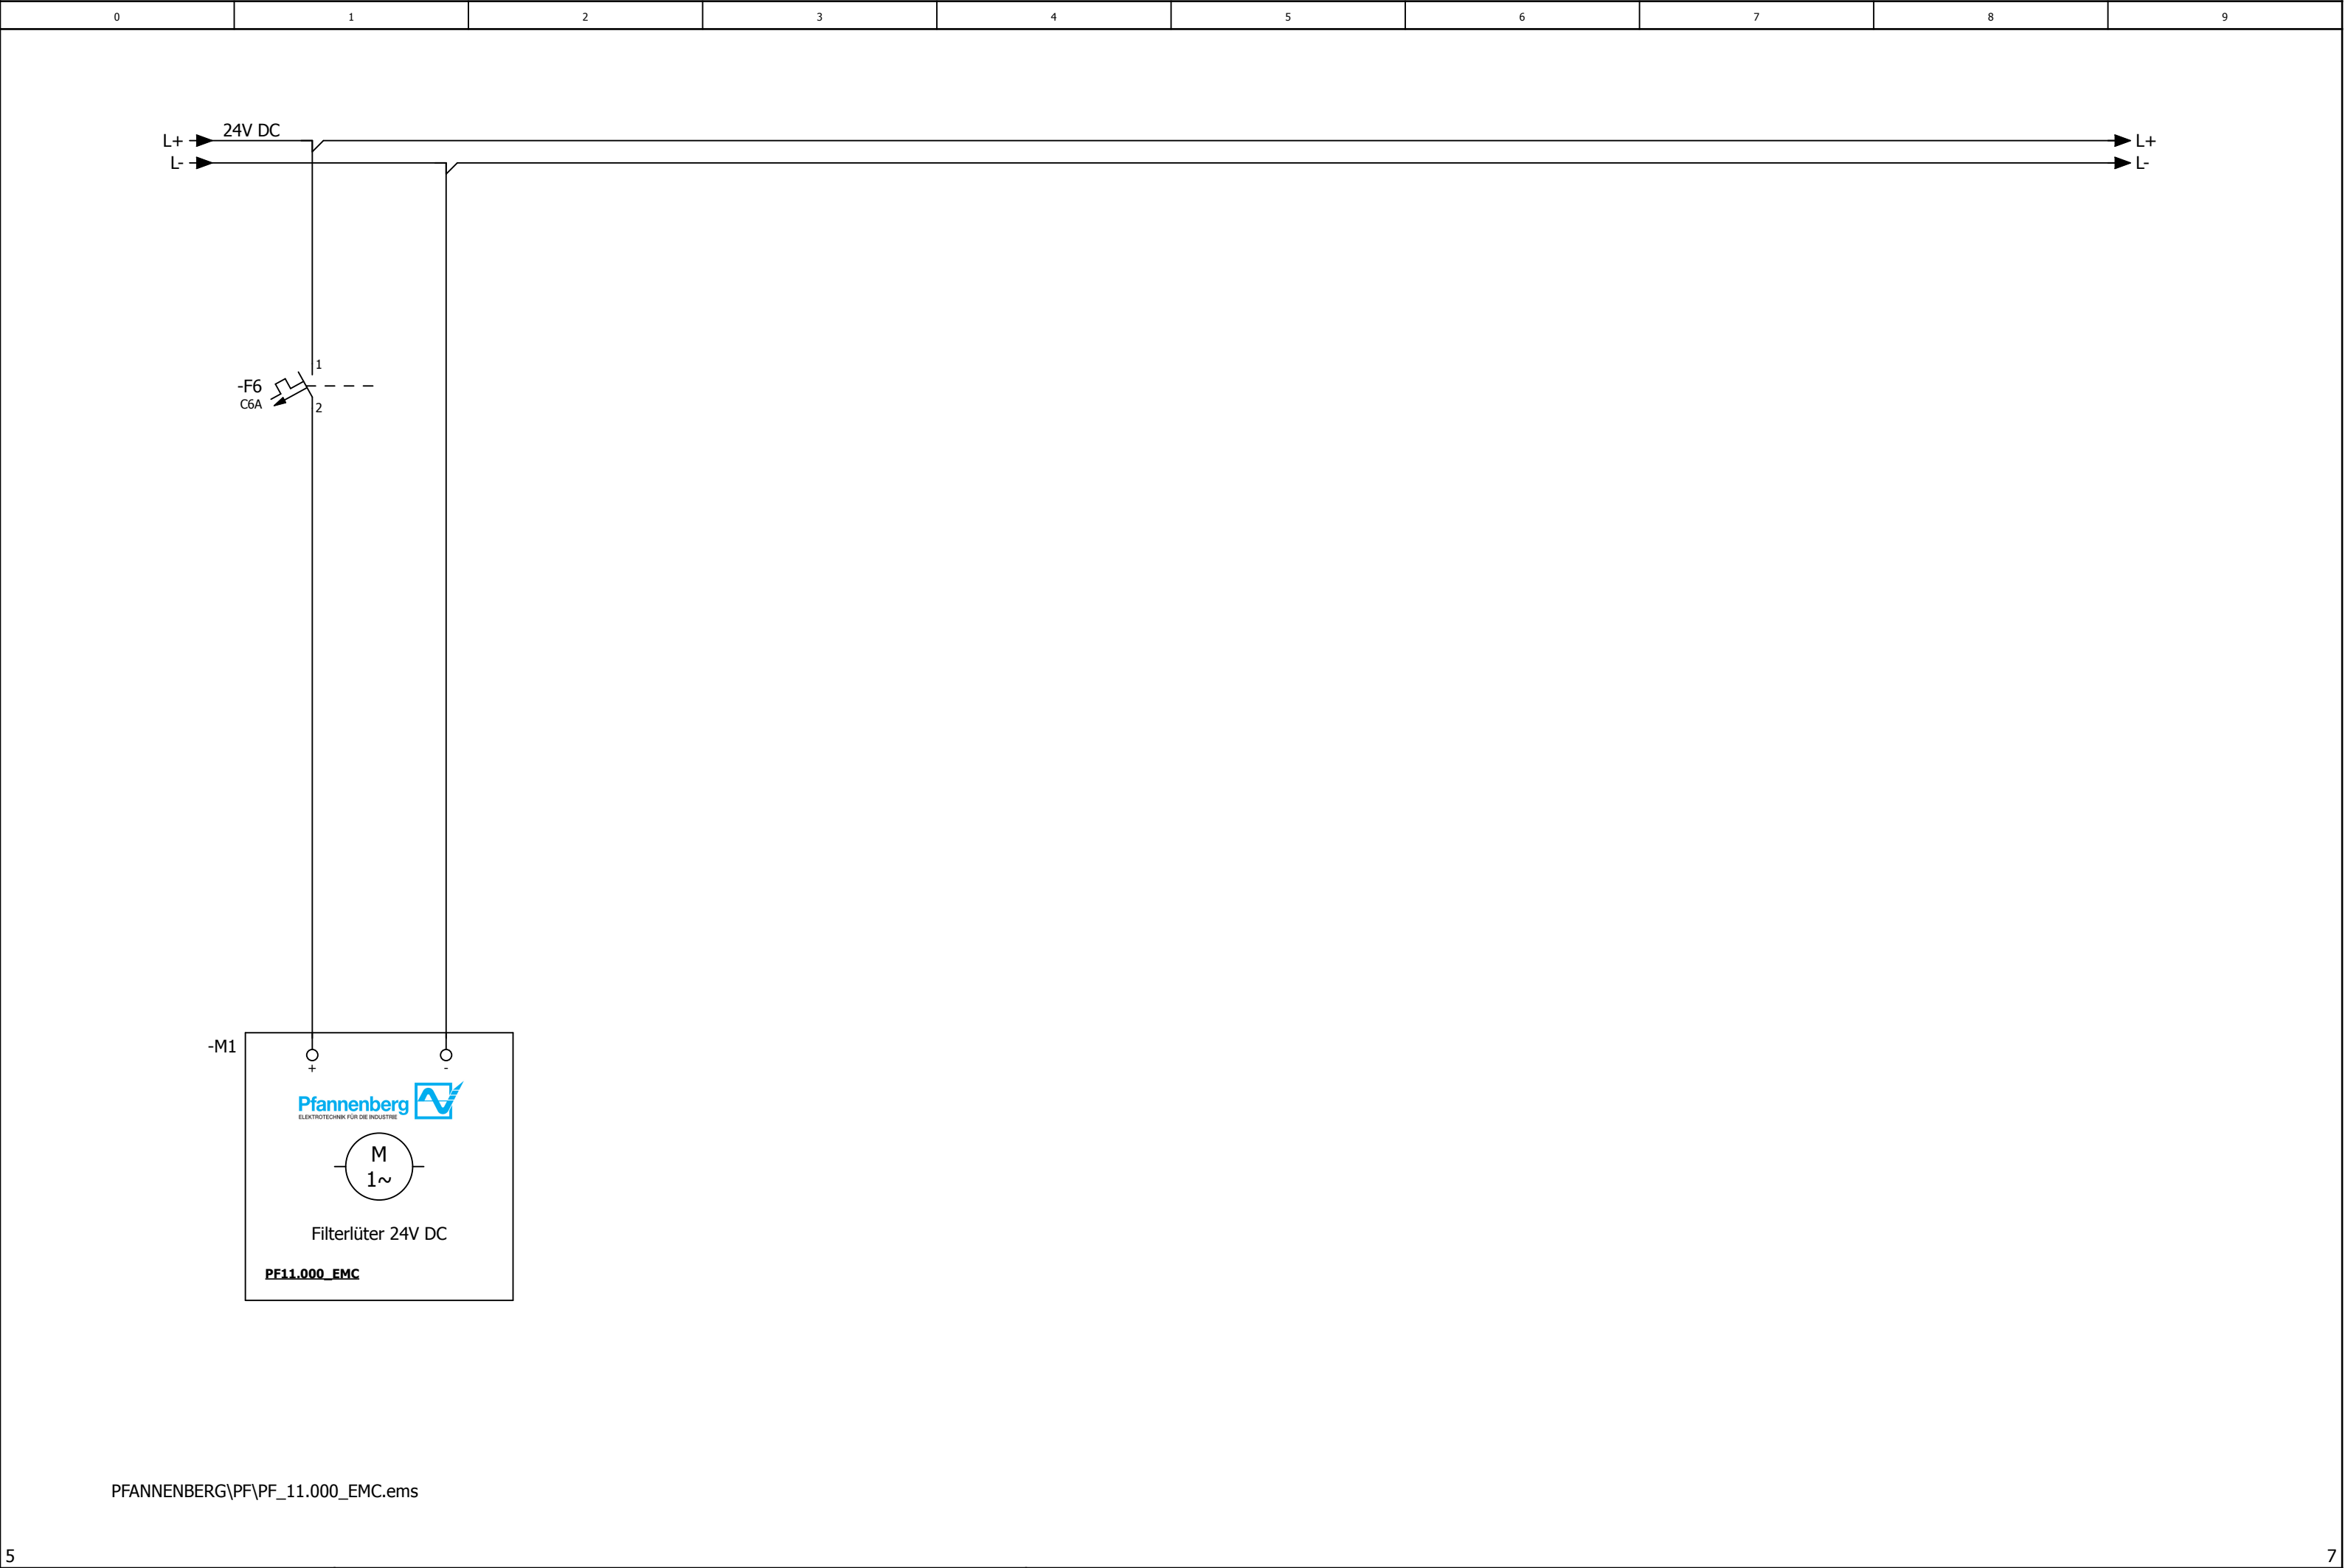 0 1 2 3 4 5 6 7 8 9
24V DC
L+ L+
L- L-
1
-F6
C6A
2
-M1
+ -
Pfannenberg
ELEKTROTECHNIK FÜR DIE INDUSTRIE
M
1~
Filterlüter 24V DC
PF11.000_EMC
PFANNENBERG\PF\PF_11.000_EMC.ems
5 7